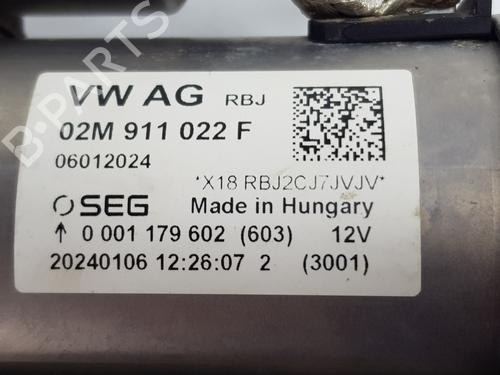 VW AG RBJ
02M 911 022 F
06012024
*X18 RBJ2CJ7JVJV*
SEG Made in Hungary
↑ 0 001 179 602 (603) 12V
20240106 12:26:07 2 (3001)
B-PARTS